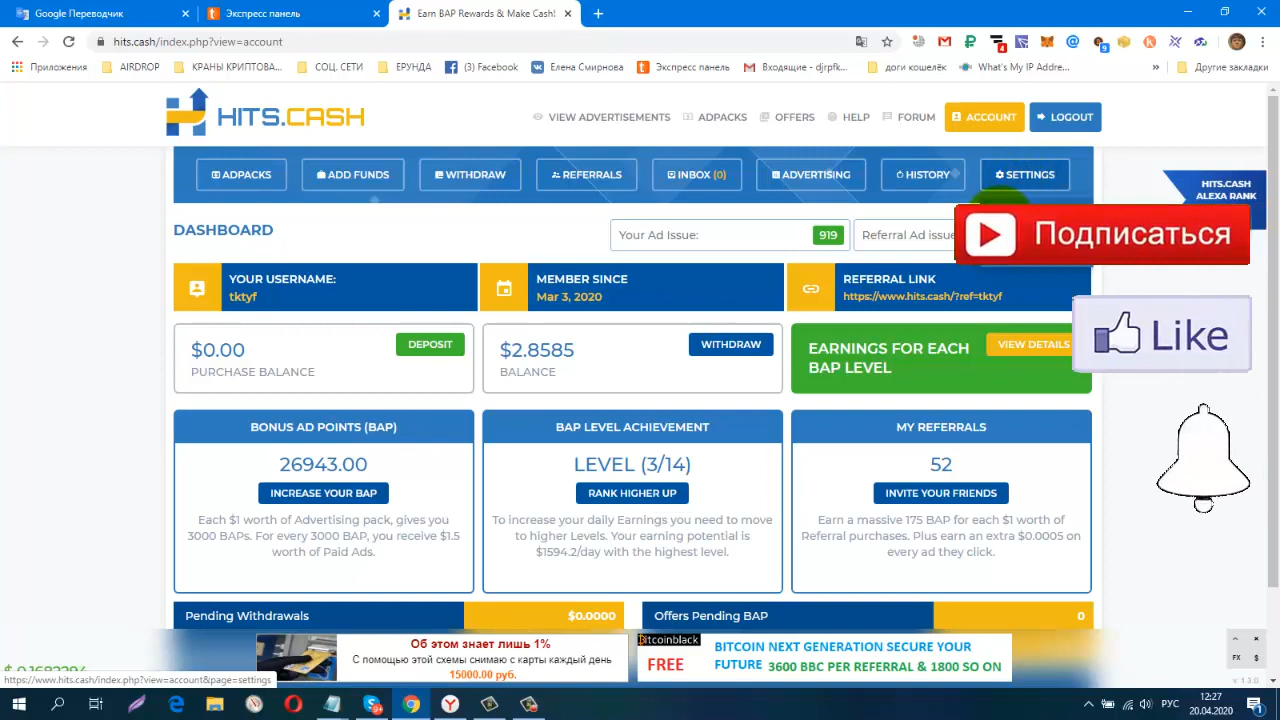 Google Переводчик
Экспресс панель
Earn BAP Rewards & Make Cash!
hits.cash/index.php?view=account
4
9
Приложения
AIRDROP
КРАНЫ КРИПТОВА...
СОЦ. СЕТИ
ЕРУНДА
(3) Facebook
Елена Смирнова
Экспресс панель
Входящие - djrpfk...
доги кошелёк
What's My IP Addre...
»
Другие закладки
HITS.CASH
VIEW ADVERTISEMENTS
ADPACKS
OFFERS
HELP
FORUM
ACCOUNT
LOGOUT
ADPACKS
ADD FUNDS
WITHDRAW
REFERRALS
INBOX (0)
ADVERTISING
HISTORY
SETTINGS
HITS.CASH
ALEXA RANK
DASHBOARD
Your Ad Issue:
919
Referral Ad issue
Подписаться
YOUR USERNAME:
tktyf
MEMBER SINCE
Mar 3, 2020
REFERRAL LINK
https://www.hits.cash/?ref=tktyf
$0.00
PURCHASE BALANCE
DEPOSIT
$2.8585
BALANCE
WITHDRAW
EARNINGS FOR EACH
BAP LEVEL
VIEW DETAILS
Like
BONUS AD POINTS (BAP)
26943.00
INCREASE YOUR BAP
Each $1 worth of Advertising pack, gives you
3000 BAPs. For every 3000 BAP, you receive $1.5
worth of Paid Ads.
BAP LEVEL ACHIEVEMENT
LEVEL (3/14)
RANK HIGHER UP
To increase your daily Earnings you need to move
to higher Levels. Your earning potential is
$1594.2/day with the highest level.
MY REFERRALS
52
INVITE YOUR FRIENDS
Earn a massive 175 BAP for each $1 worth of
Referral purchases. Plus earn an extra $0.0005 on
every ad they click.
Pending Withdrawals
$0.0000
Offers Pending BAP
0
Об этом знает лишь 1%
С помощью этой схемы снимаю с карты каждый день
15000.00 руб.
Bitcoinblack
FREE
BITCOIN NEXT GENERATION SECURE YOUR
FUTURE 3600 BBC PER REFERRAL & 1800 SO ON
FX $
v: 1.3.0
https://www.hits.cash/index.php?view=account&page=settings
РУС
12:27
20.04.2020